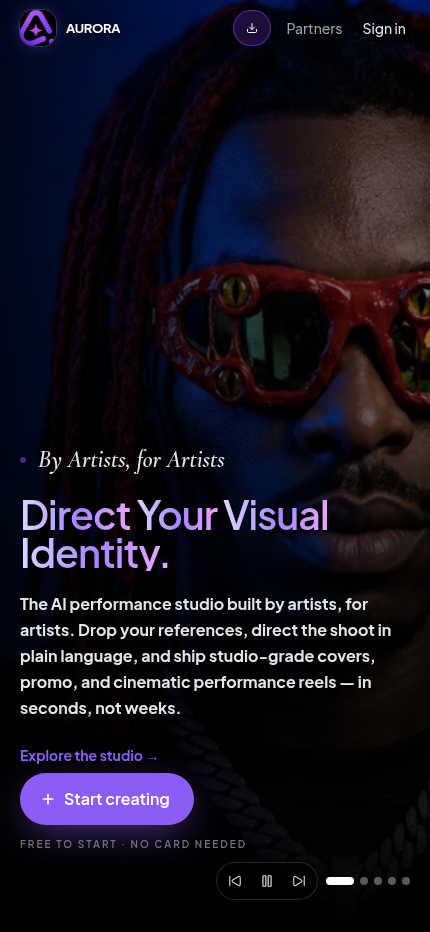 AURORA
Partners
Sign in
By Artists, for Artists
Direct Your Visual
Identity.
The AI performance studio built by artists, for
artists. Drop your references, direct the shoot in
plain language, and ship studio-grade covers,
promo, and cinematic performance reels — in
seconds, not weeks.
Explore the studio →
+ Start creating
FREE TO START · NO CARD NEEDED